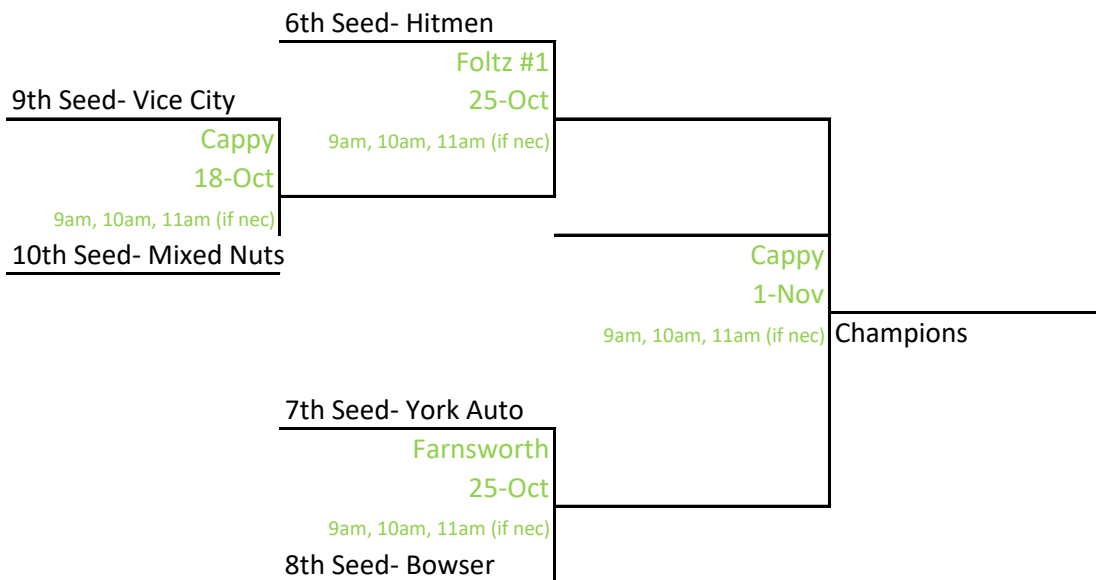 6th Seed- Hitmen
Foltz #1
25-Oct
9am, 10am, 11am (if nec)
9th Seed- Vice City
Cappy
18-Oct
9am, 10am, 11am (if nec)
10th Seed- Mixed Nuts
Cappy
1-Nov
9am, 10am, 11am (if nec)
Champions
7th Seed- York Auto
Farnsworth
25-Oct
9am, 10am, 11am (if nec)
8th Seed- Bowser